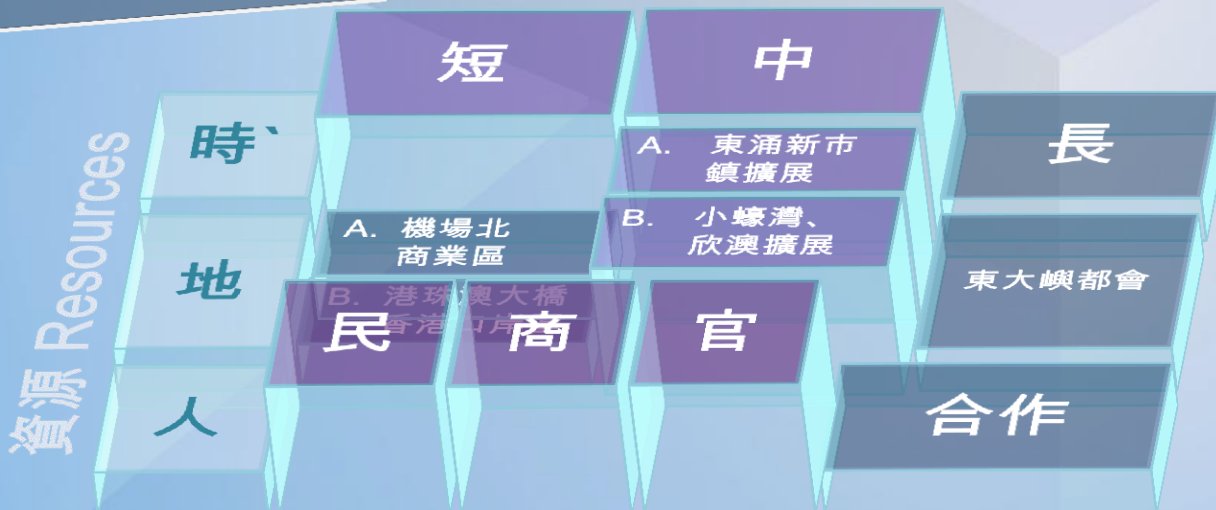 資源 Resources
時、
短
中
長
地
A. 機場北
商業區
B. 港珠澳大橋
香港口岸
A. 東涌新市
鎮擴展
B. 小蠔灣、
欣澳擴展
東大嶼都會
人
民
商
官
合作